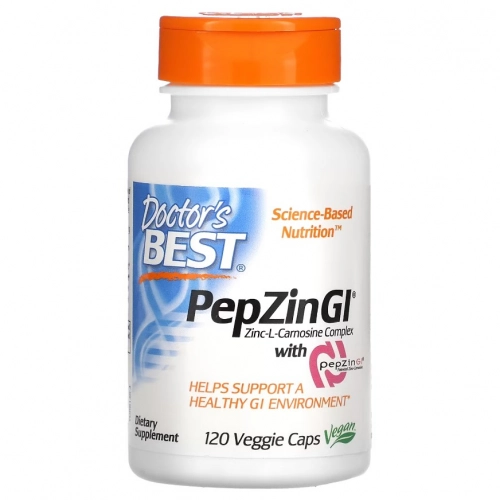 Doctor's
BEST®
Science-Based
Nutrition™
PepZinGI®
Zinc-L-Carnosine Complex
with
PepZinGI®
HELPS SUPPORT A
HEALTHY GI ENVIRONMENT*
Dietary
Supplement
120 Veggie Caps
Vegan